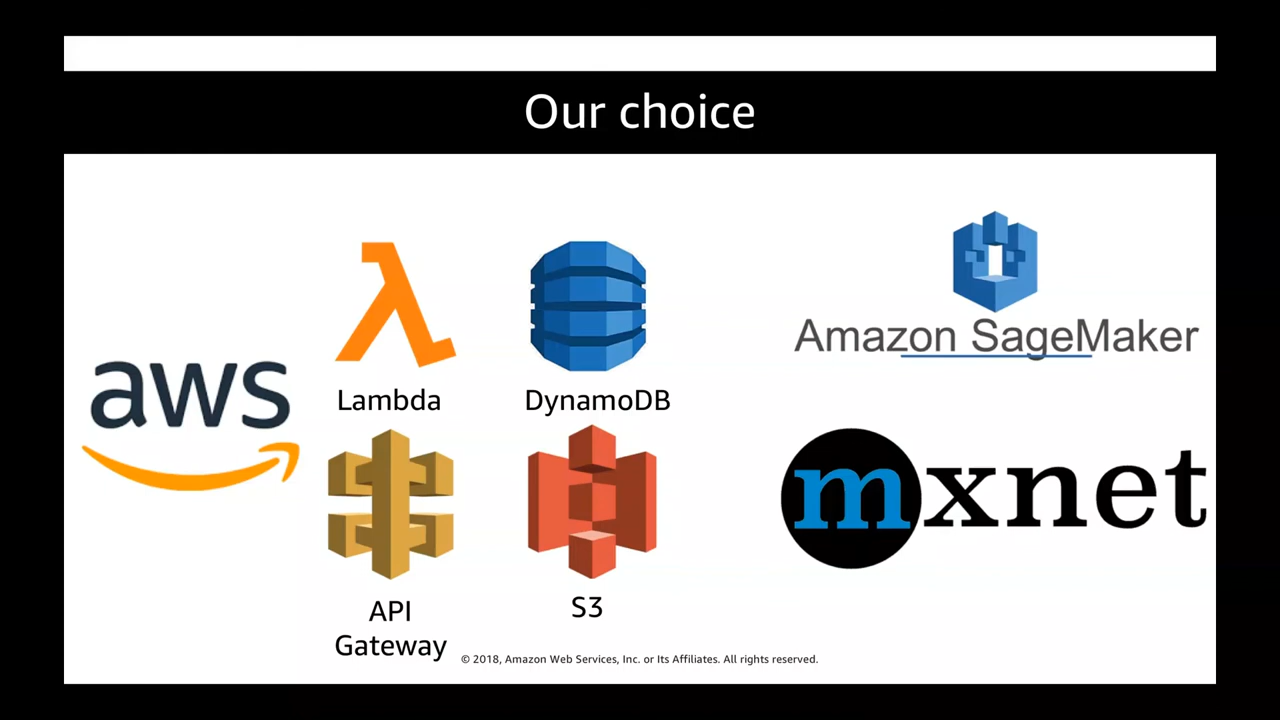 Our choice
aws
Lambda
DynamoDB
API
Gateway
S3
Amazon SageMaker
mxnet
© 2018, Amazon Web Services, Inc. or Its Affiliates. All rights reserved.